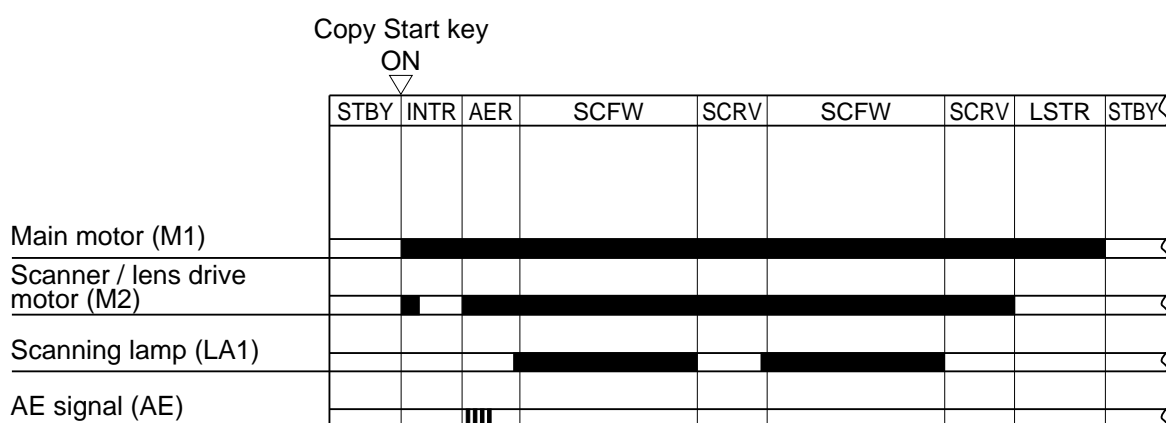 Copy Start key
ON
STBY INTR AER SCFW SCRV SCFW SCRV LSTR STBY
Main motor (M1)
Scanner / lens drive
motor (M2)
Scanning lamp (LA1)
AE signal (AE)